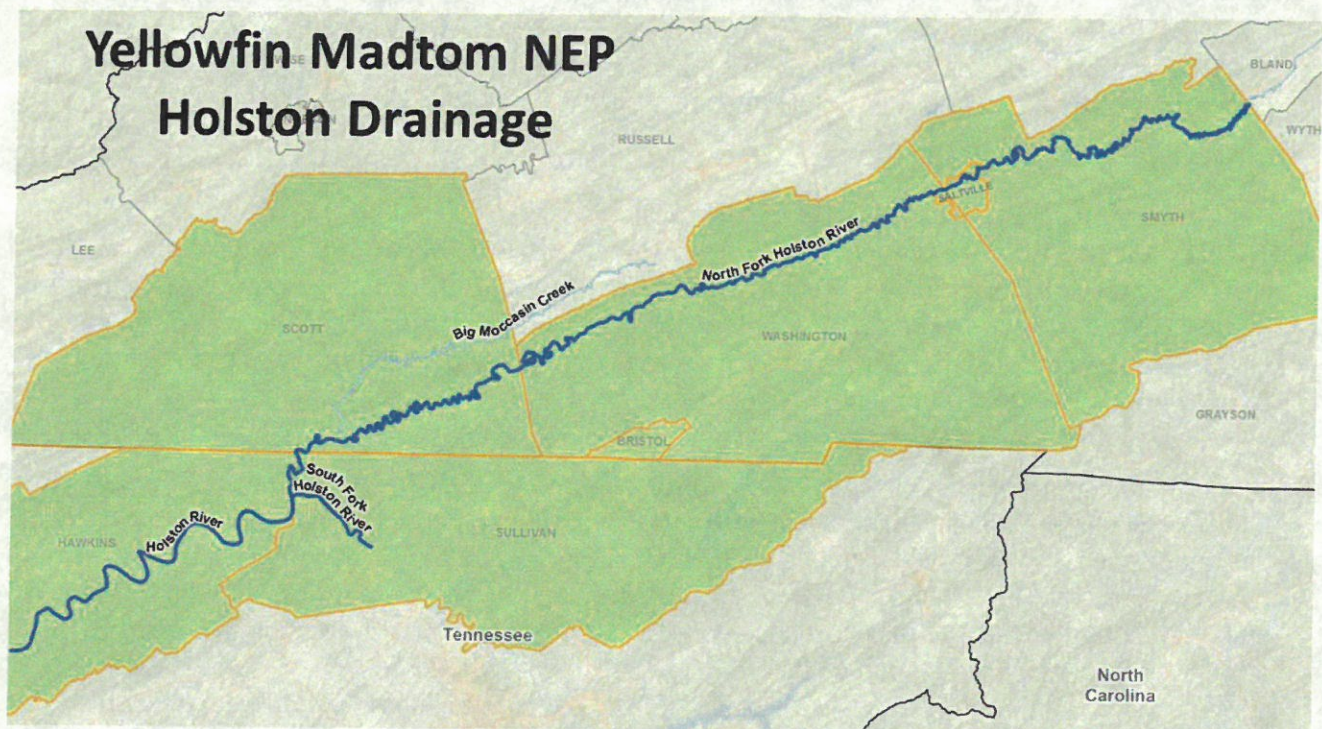 Yellowfin Madtom NEP
Holston Drainage
WISE
BLAND
RUSSELL
WYTH
SALTVILLE
SMYTH
LEE
North Fork Holston River
Big Moccasin Creek
SCOTT
WASHINGTON
GRAYSON
BRISTOL
South Fork
Holston River
Holston River
HAWKINS
SULLIVAN
Tennessee
North
Carolina